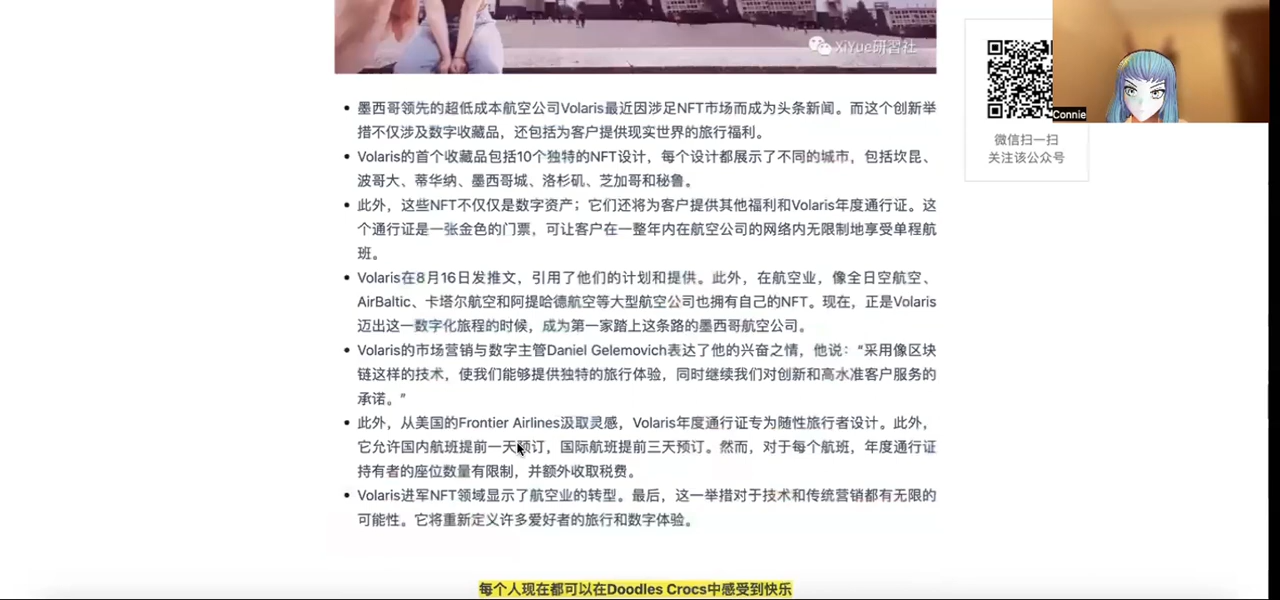 XiYue研習社
Connie
微信扫一扫
关注该公众号
墨西哥领先的超低成本航空公司Volaris最近因涉足NFT市场而成为头条新闻。而这个创新举
措不仅涉及数字收藏品，还包括为客户提供现实世界的旅行福利。
Volaris的首个收藏品包括10个独特的NFT设计，每个设计都展示了不同的城市，包括坎昆、
波哥大、蒂华纳、墨西哥城、洛杉矶、芝加哥和秘鲁。
此外，这些NFT不仅仅是数字资产；它们还将为客户提供其他福利和Volaris年度通行证。这
个通行证是一张金色的门票，可让客户在一整年内在航空公司的网络内无限制地享受单程航
班。
Volaris在8月16日发推文，引用了他们的计划和提供。此外，在航空业，像全日空航空、
AirBaltic、卡塔尔航空和阿提哈德航空等大型航空公司也拥有自己的NFT。现在，正是Volaris
迈出这一数字化旅程的时候，成为第一家踏上这条路的墨西哥航空公司。
Volaris的市场营销与数字主管Daniel Gelemovich表达了他的兴奋之情，他说：“采用像区块
链这样的技术，使我们能够提供独特的旅行体验，同时继续我们对创新和高水准客户服务的
承诺。”
此外，从美国的Frontier Airlines汲取灵感，Volaris年度通行证专为随性旅行者设计。此外，
它允许国内航班提前一天预订，国际航班提前三天预订。然而，对于每个航班，年度通行证
持有者的座位数量有限制，并额外收取税费。
Volaris进军NFT领域显示了航空业的转型。最后，这一举措对于技术和传统营销都有无限的
可能性。它将重新定义许多爱好者的旅行和数字体验。
每个人现在都可以在Doodles Crocs中感受到快乐